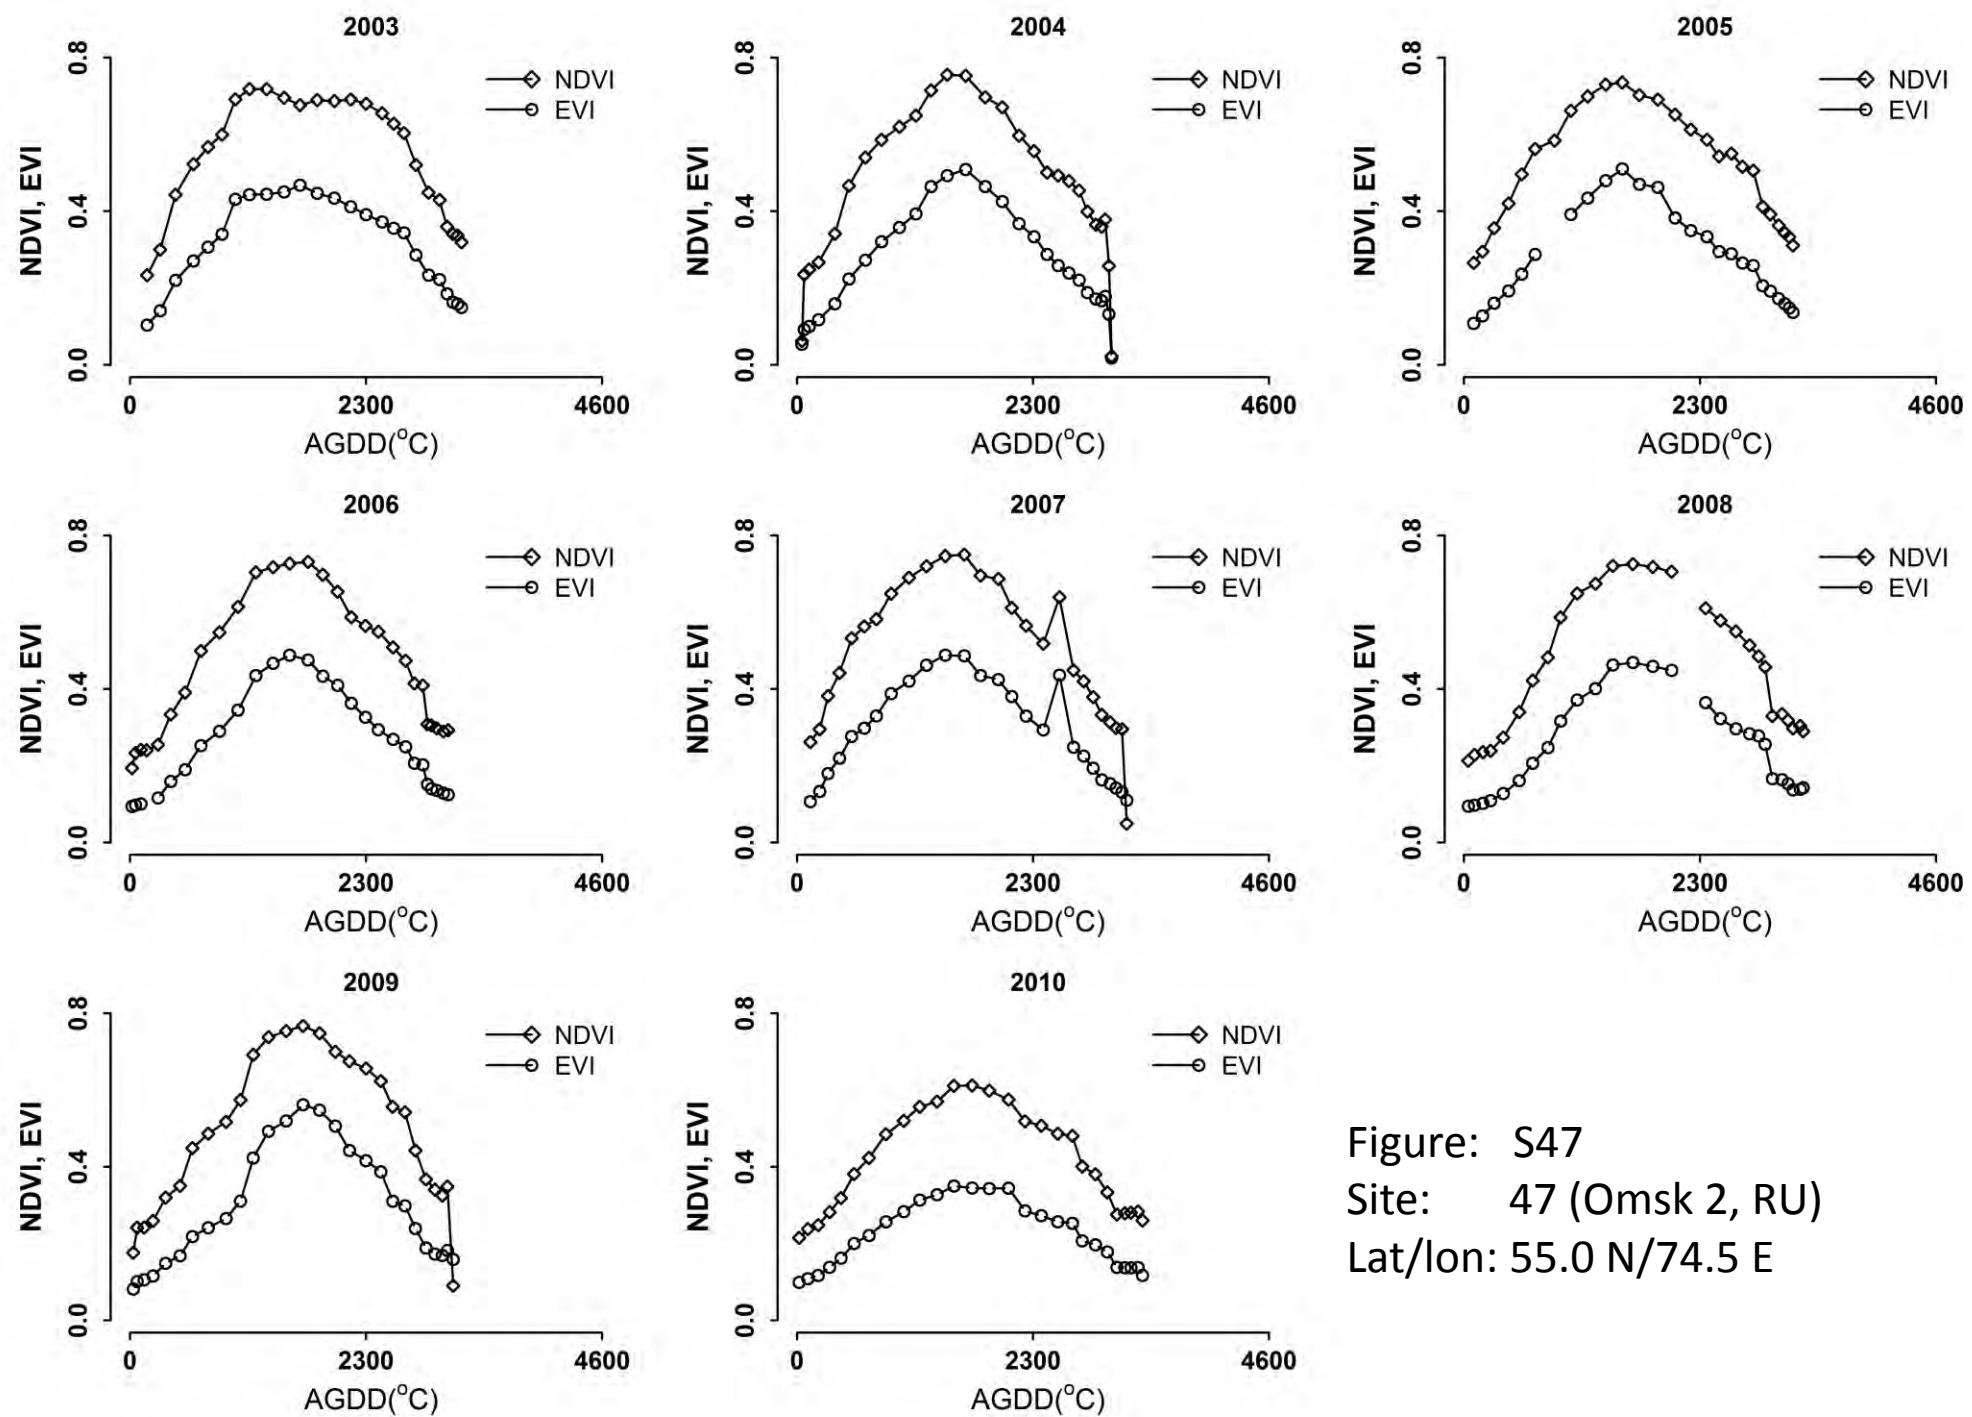 2003
0.8
0.4
0.0
NDVI, EVI
NDVI
EVI
0 2300 4600
AGDD(°C)
2004
0.8
0.4
0.0
NDVI, EVI
NDVI
EVI
0 2300 4600
AGDD(°C)
2005
0.8
0.4
0.0
NDVI, EVI
NDVI
EVI
0 2300 4600
AGDD(°C)
2006
0.8
0.4
0.0
NDVI, EVI
NDVI
EVI
0 2300 4600
AGDD(°C)
2007
0.8
0.4
0.0
NDVI, EVI
NDVI
EVI
0 2300 4600
AGDD(°C)
2008
0.8
0.4
0.0
NDVI, EVI
NDVI
EVI
0 2300 4600
AGDD(°C)
2009
0.8
0.4
0.0
NDVI, EVI
NDVI
EVI
0 2300 4600
AGDD(°C)
2010
0.8
0.4
0.0
NDVI, EVI
NDVI
EVI
0 2300 4600
AGDD(°C)
Figure: S47
Site: 47 (Omsk 2, RU)
Lat/lon: 55.0 N/74.5 E